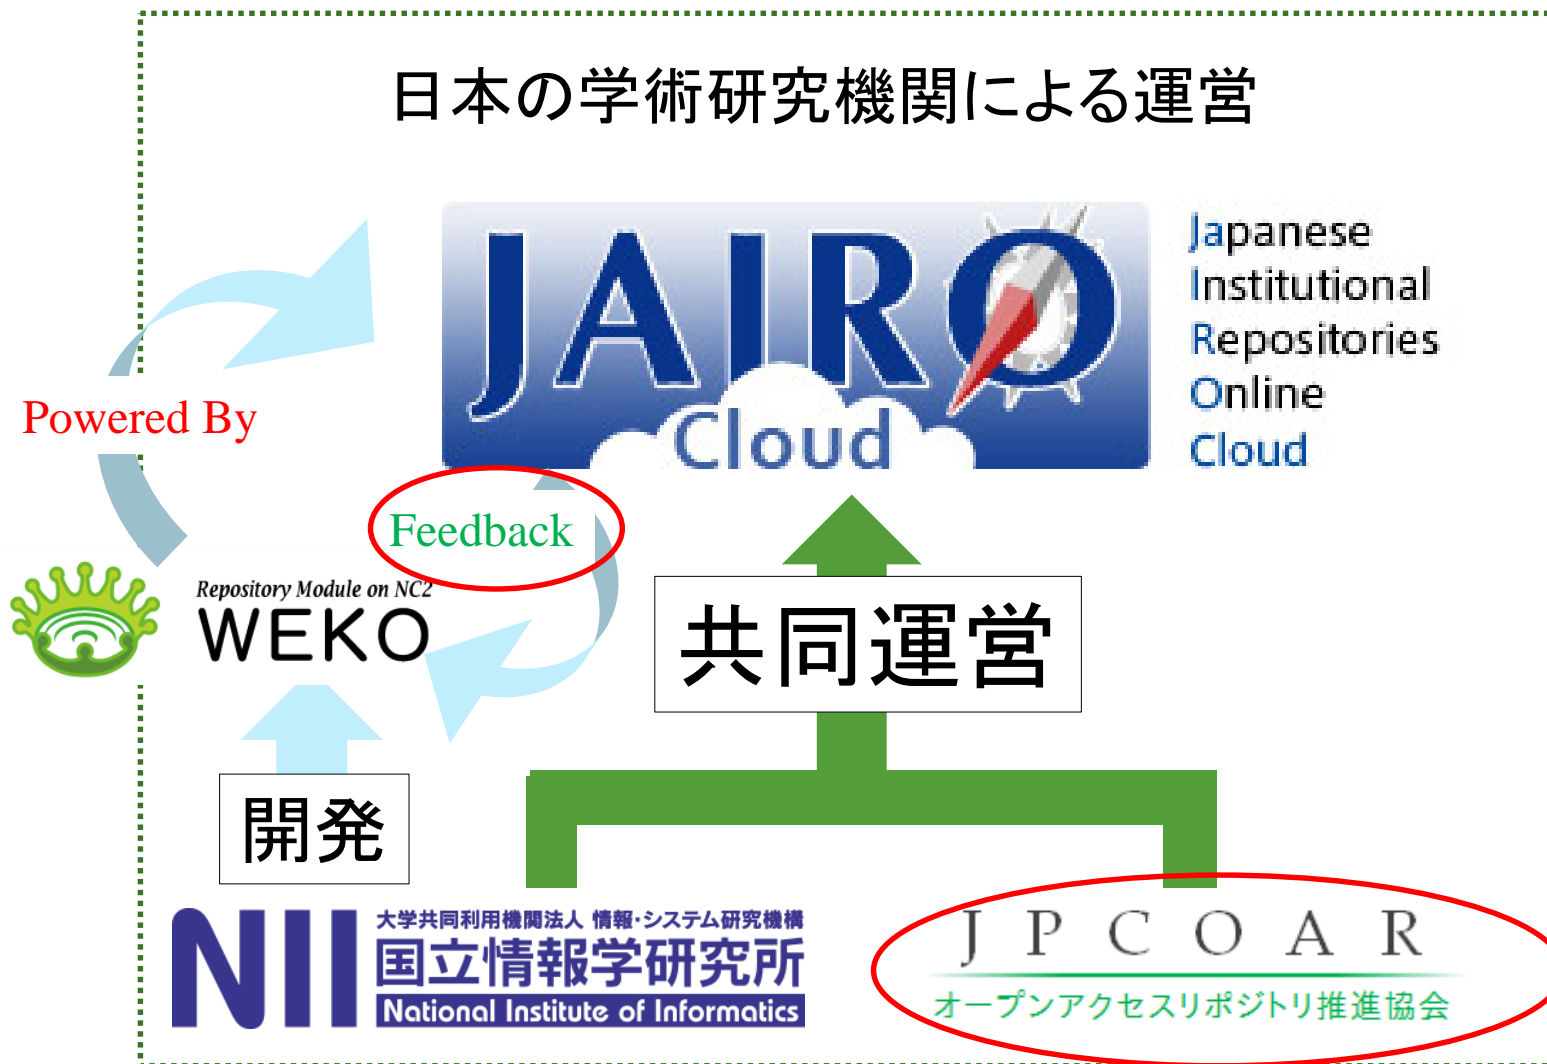 日本の学術研究機関による運営
JAIRO
Cloud
Japanese
Institutional
Repositories
Online
Cloud
Powered By
Feedback
Repository Module on NC2
WEKO
共同運営
開発
NII
大学共同利用機関法人 情報・システム研究機構
国立情報学研究所
National Institute of Informatics
JPCOAR
オープンアクセスリポジトリ推進協会